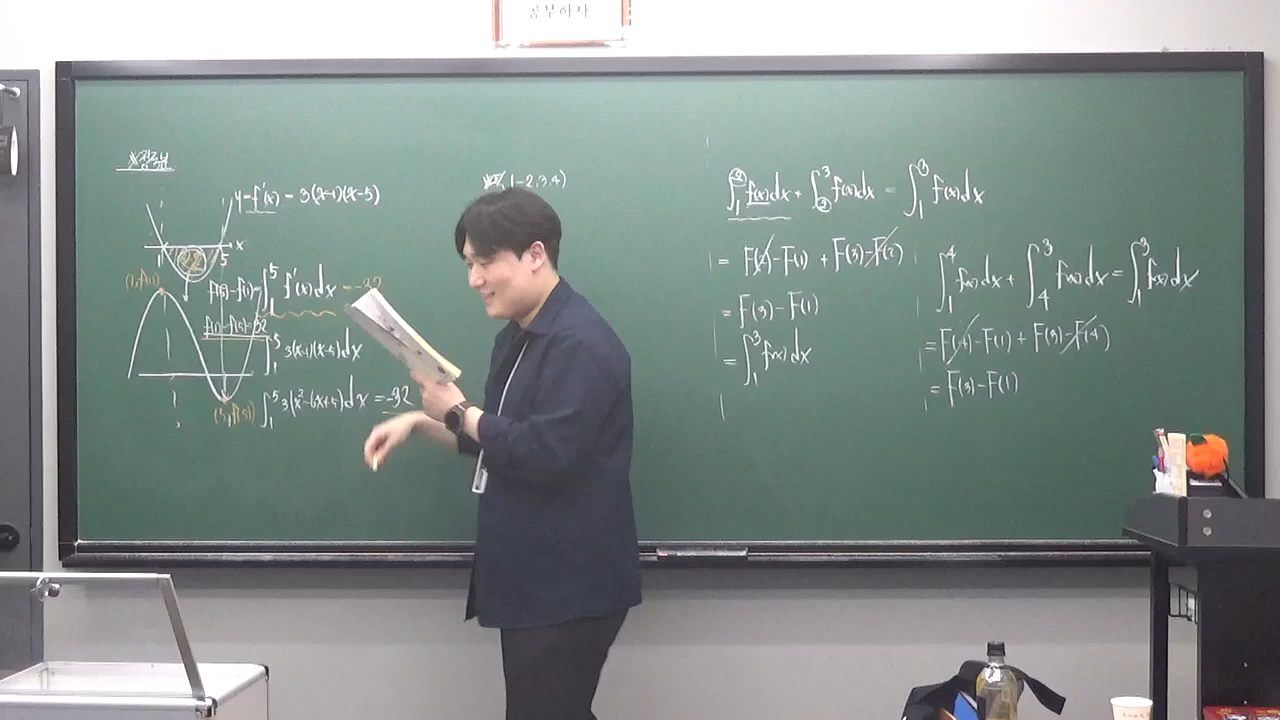 공부하자
y=f'(x) = 3(x-1)(x-5)
x
32
5
(1, f(1))
f(5)-f(1)=∫₁⁵ f'(x)dx = -32
f(1)-f(5)=32
∫₁⁵ 3(x-1)(x-5)dx
∫₁⁵ 3(x²-6x+5)dx = -32
(5, f(5))
(-2,3,4)
∫₁² f(x)dx + ∫₂³ f(x)dx = ∫₁³ f(x)dx
= F(2)-F(1) + F(3)-F(2)
= F(3)-F(1)
= ∫₁³ f(x)dx
∫₁⁴ f(x)dx + ∫₄³ f(x)dx = ∫₁³ f(x)dx
= F(4)-F(1) + F(3)-F(4)
= F(3)-F(1)